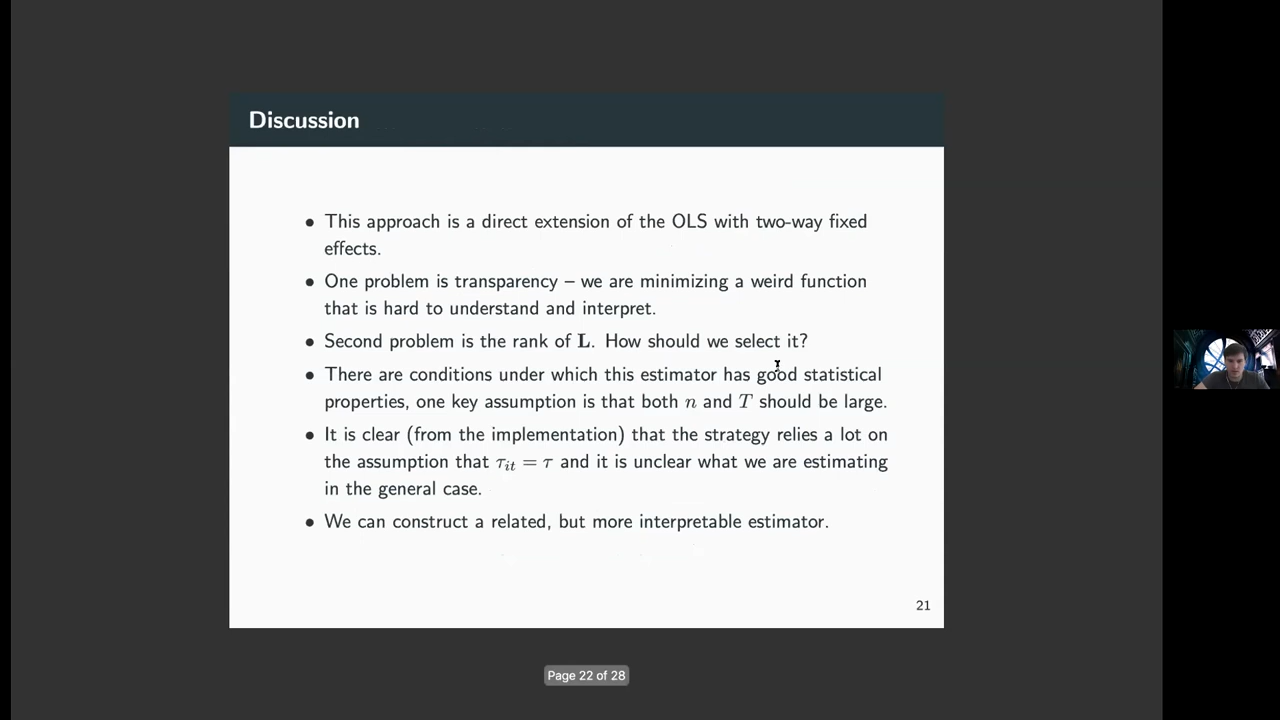 Discussion
• This approach is a direct extension of the OLS with two-way fixed
effects.
• One problem is transparency – we are minimizing a weird function
that is hard to understand and interpret.
• Second problem is the rank of L. How should we select it?
• There are conditions under which this estimator has good statistical
properties, one key assumption is that both n and T should be large.
• It is clear (from the implementation) that the strategy relies a lot on
the assumption that τᵢₜ = τ and it is unclear what we are estimating
in the general case.
• We can construct a related, but more interpretable estimator.
21
Page 22 of 28